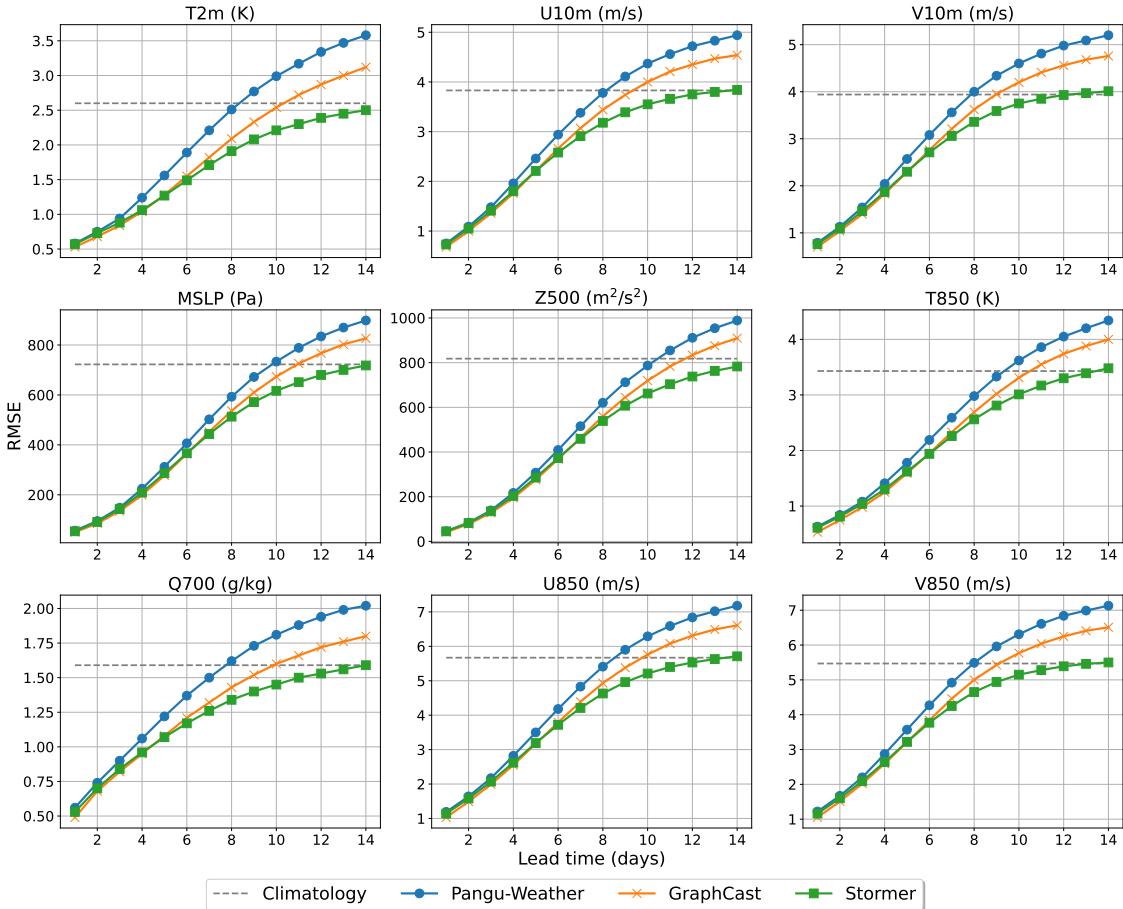 T2m (K)
U10m (m/s)
V10m (m/s)
3.5
3.0
2.5
2.0
1.5
1.0
0.5
2 4 6 8 10 12 14
5
4
3
2
1
2 4 6 8 10 12 14
5
4
3
2
1
2 4 6 8 10 12 14
MSLP (Pa)
Z500 (m²/s²)
T850 (K)
RMSE
800
600
400
200
2 4 6 8 10 12 14
1000
800
600
400
200
0
2 4 6 8 10 12 14
4
3
2
1
2 4 6 8 10 12 14
Q700 (g/kg)
U850 (m/s)
V850 (m/s)
2.00
1.75
1.50
1.25
1.00
0.75
0.50
2 4 6 8 10 12 14
7
6
5
4
3
2
1
2 4 6 8 10 12 14
7
6
5
4
3
2
1
2 4 6 8 10 12 14
Lead time (days)
Climatology Pangu-Weather GraphCast Stormer